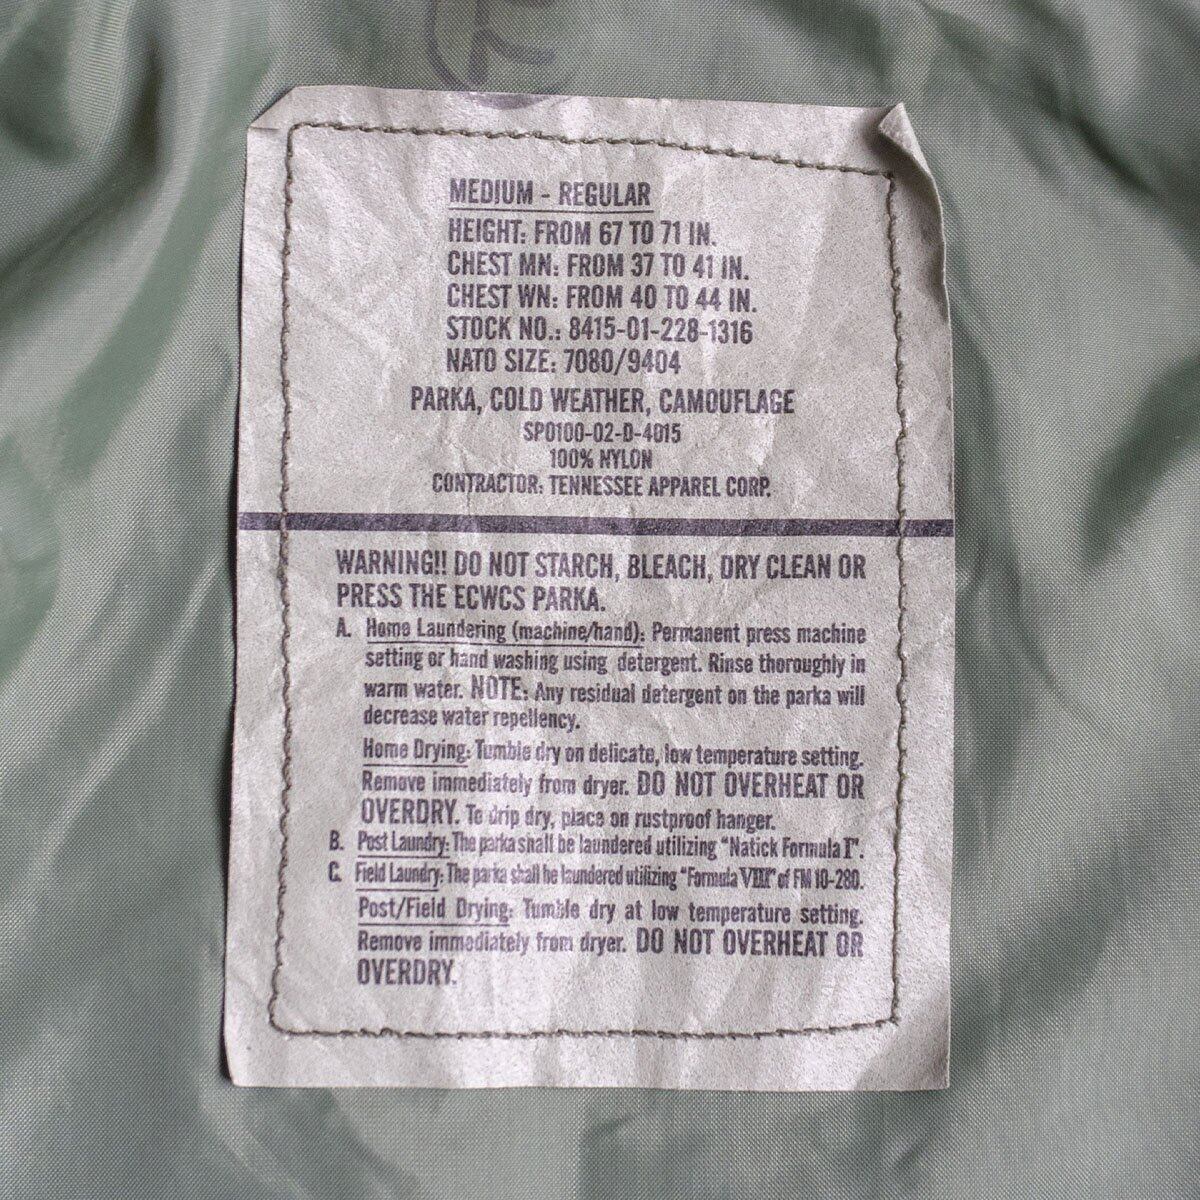 MEDIUM - REGULAR
HEIGHT: FROM 67 TO 71 IN.
CHEST MN: FROM 37 TO 41 IN.
CHEST WN: FROM 40 TO 44 IN.
STOCK NO.: 8415-01-228-1316
NATO SIZE: 7080/9404
PARKA, COLD WEATHER, CAMOUFLAGE
SP0100-02-D-4015
100% NYLON
CONTRACTOR: TENNESSEE APPAREL CORP.
WARNING!! DO NOT STARCH, BLEACH, DRY CLEAN OR
PRESS THE ECWCS PARKA.
A. Home Laundering (machine/hand): Permanent press machine
setting or hand washing using detergent. Rinse thoroughly in
warm water. NOTE: Any residual detergent on the parka will
decrease water repellency.
Home Drying: Tumble dry on delicate, low temperature setting.
Remove immediately from dryer. DO NOT OVERHEAT OR
OVERDRY. To drip dry, place on rustproof hanger.
B. Post Laundry: The parka shall be laundered utilizing "Natick Formula I".
C. Field Laundry: The parka shall be laundered utilizing "Formula VIII" of FM 10-280.
Post/Field Drying: Tumble dry at low temperature setting.
Remove immediately from dryer. DO NOT OVERHEAT OR
OVERDRY.